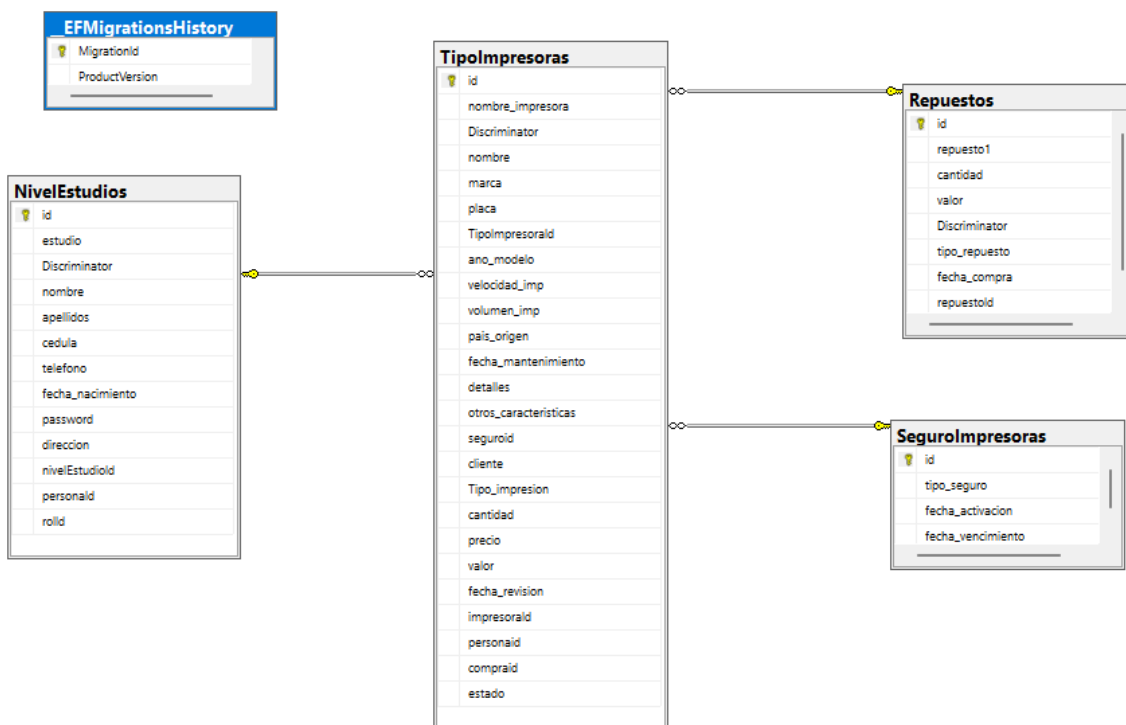 _EFMigrationsHistory
MigrationId
ProductVersion
NivelEstudios
id
estudio
Discriminator
nombre
apellidos
cedula
telefono
fecha_nacimiento
password
direccion
nivelEstudioId
personaId
rolId
TipoImpresoras
id
nombre_impresora
Discriminator
nombre
marca
placa
TipoImpresoraId
ano_modelo
velocidad_imp
volumen_imp
pais_origen
fecha_mantenimiento
detalles
otros_caracteristicas
seguroid
cliente
Tipo_impresion
cantidad
precio
valor
fecha_revision
impresoraId
personaid
compraid
estado
Repuestos
id
repuesto1
cantidad
valor
Discriminator
tipo_repuesto
fecha_compra
repuestoId
SeguroImpresoras
id
tipo_seguro
fecha_activacion
fecha_vencimiento